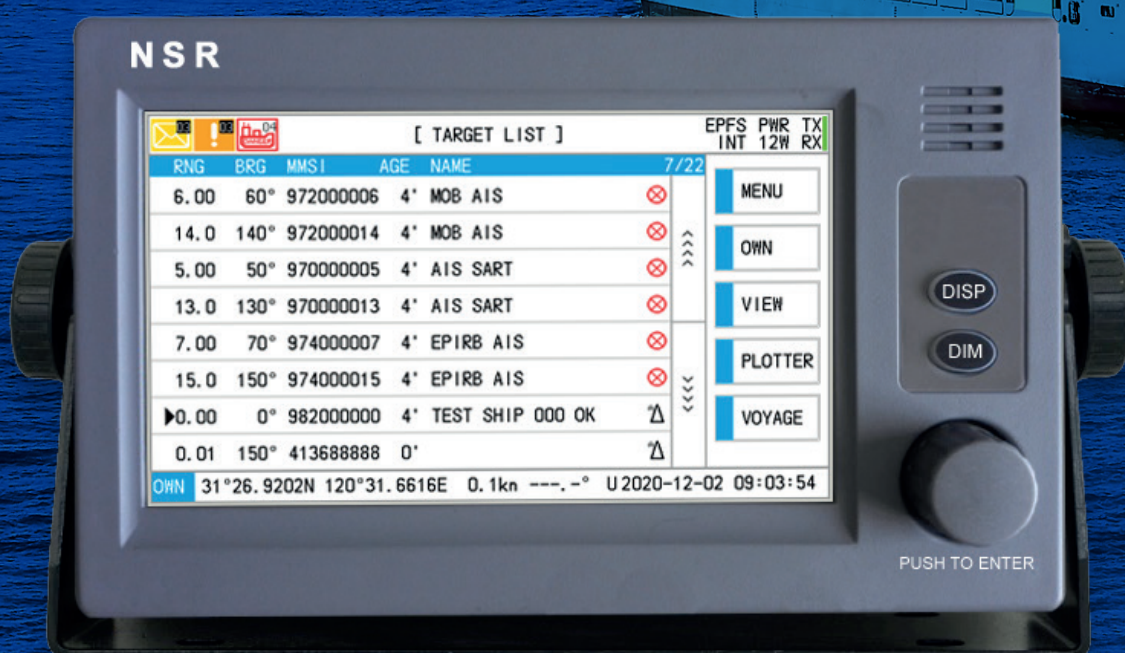 NSR
03 03 04 [ TARGET LIST ] EPFS PWR TX
INT 12W RX
RNG BRG MMSI AGE NAME 7/22
6.00 60° 972000006 4' MOB AIS
14.0 140° 972000014 4' MOB AIS
5.00 50° 970000005 4' AIS SART
13.0 130° 970000013 4' AIS SART
7.00 70° 974000007 4' EPIRB AIS
15.0 150° 974000015 4' EPIRB AIS
0.00 0° 982000000 4' TEST SHIP 000 OK
0.01 150° 413688888 0'
MENU
OWN
VIEW
PLOTTER
VOYAGE
OWN 31°26.9202N 120°31.6616E 0.1kn ---.-° U2020-12-02 09:03:54
DISP
DIM
PUSH TO ENTER